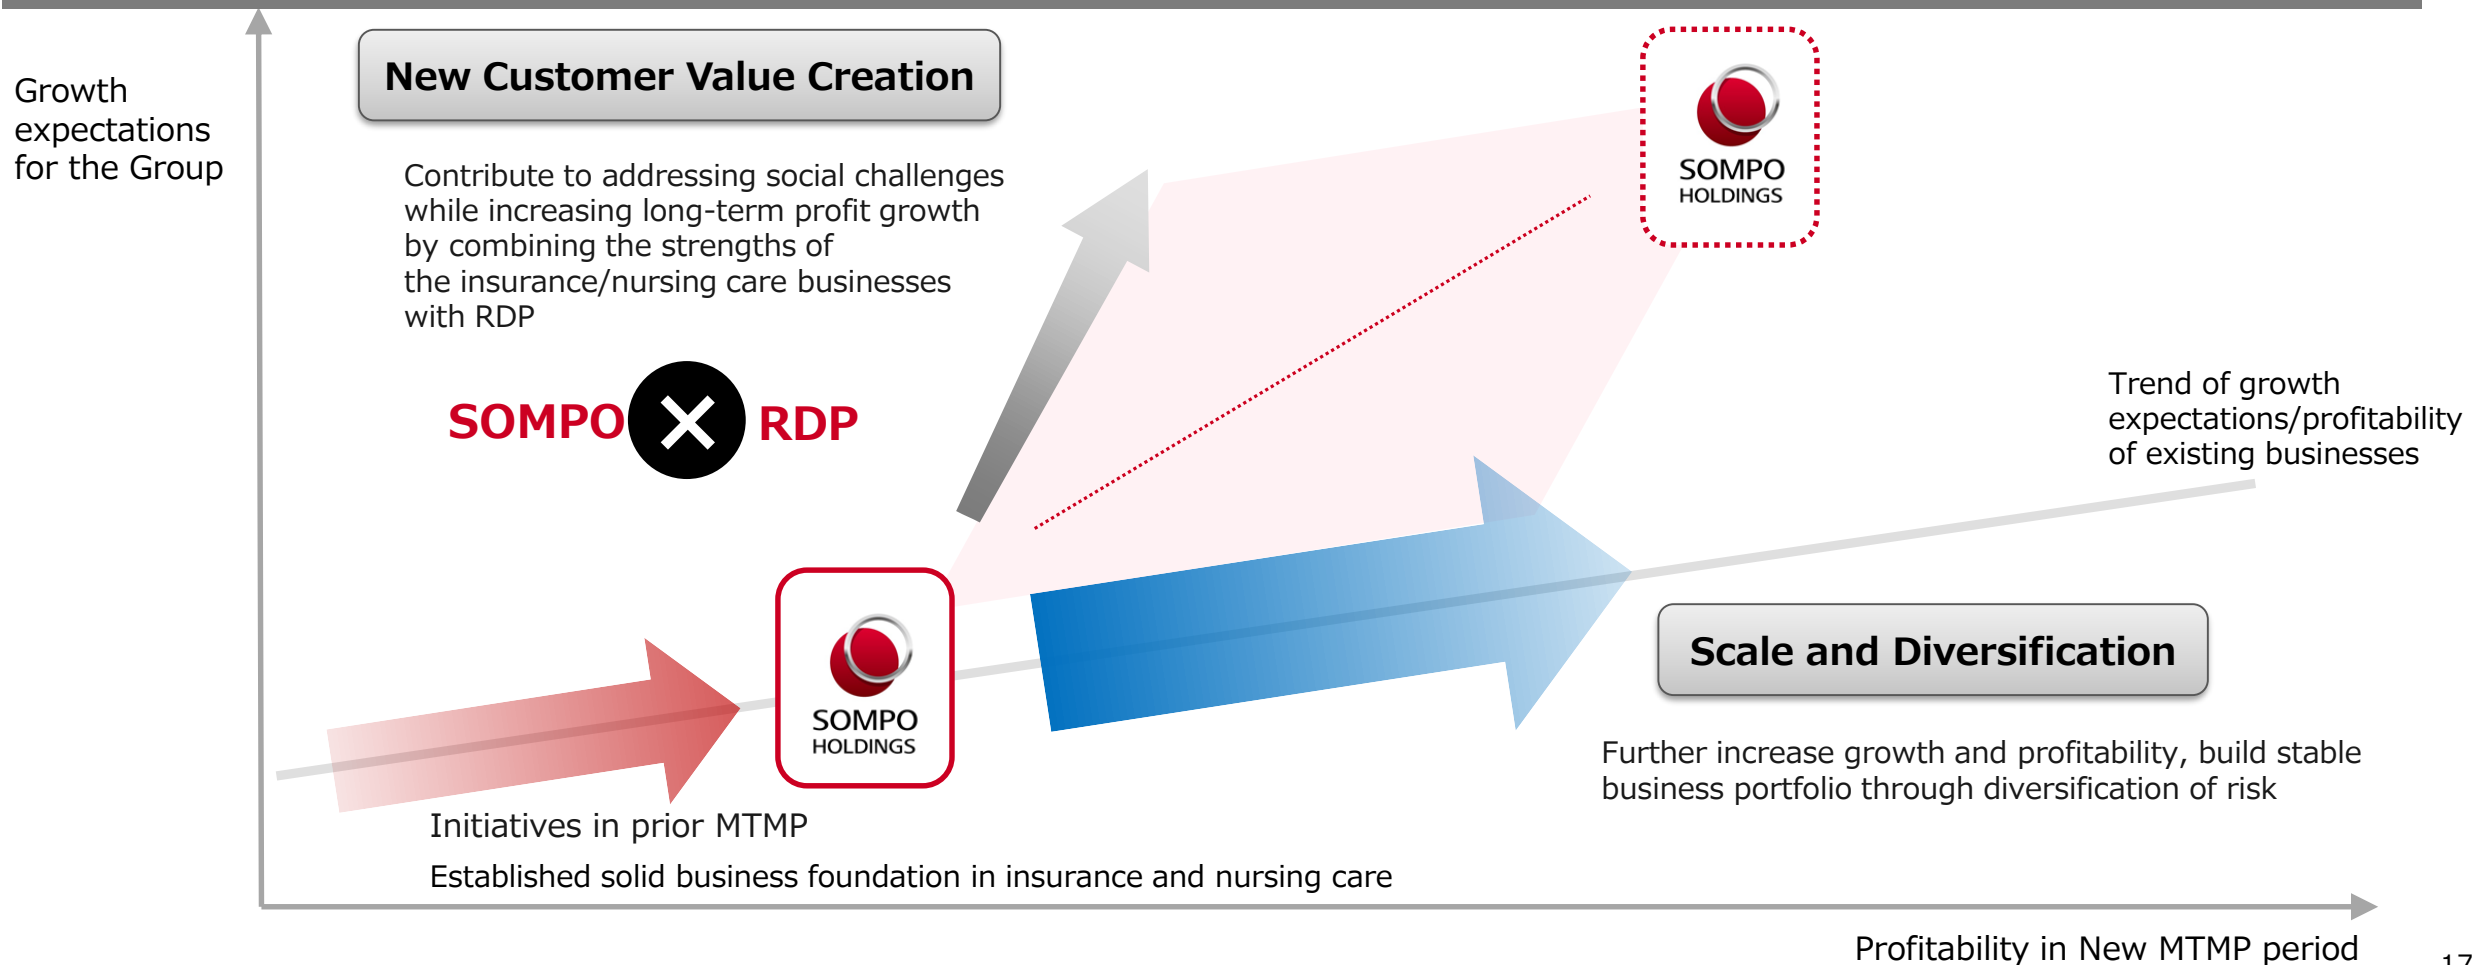 Growth
expectations
for the Group
New Customer Value Creation
Contribute to addressing social challenges
while increasing long-term profit growth
by combining the strengths of
the insurance/nursing care businesses
with RDP
SOMPO × RDP
SOMPO
HOLDINGS
Trend of growth
expectations/profitability
of existing businesses
Scale and Diversification
Further increase growth and profitability, build stable
business portfolio through diversification of risk
SOMPO
HOLDINGS
Initiatives in prior MTMP
Established solid business foundation in insurance and nursing care
Profitability in New MTMP period
17